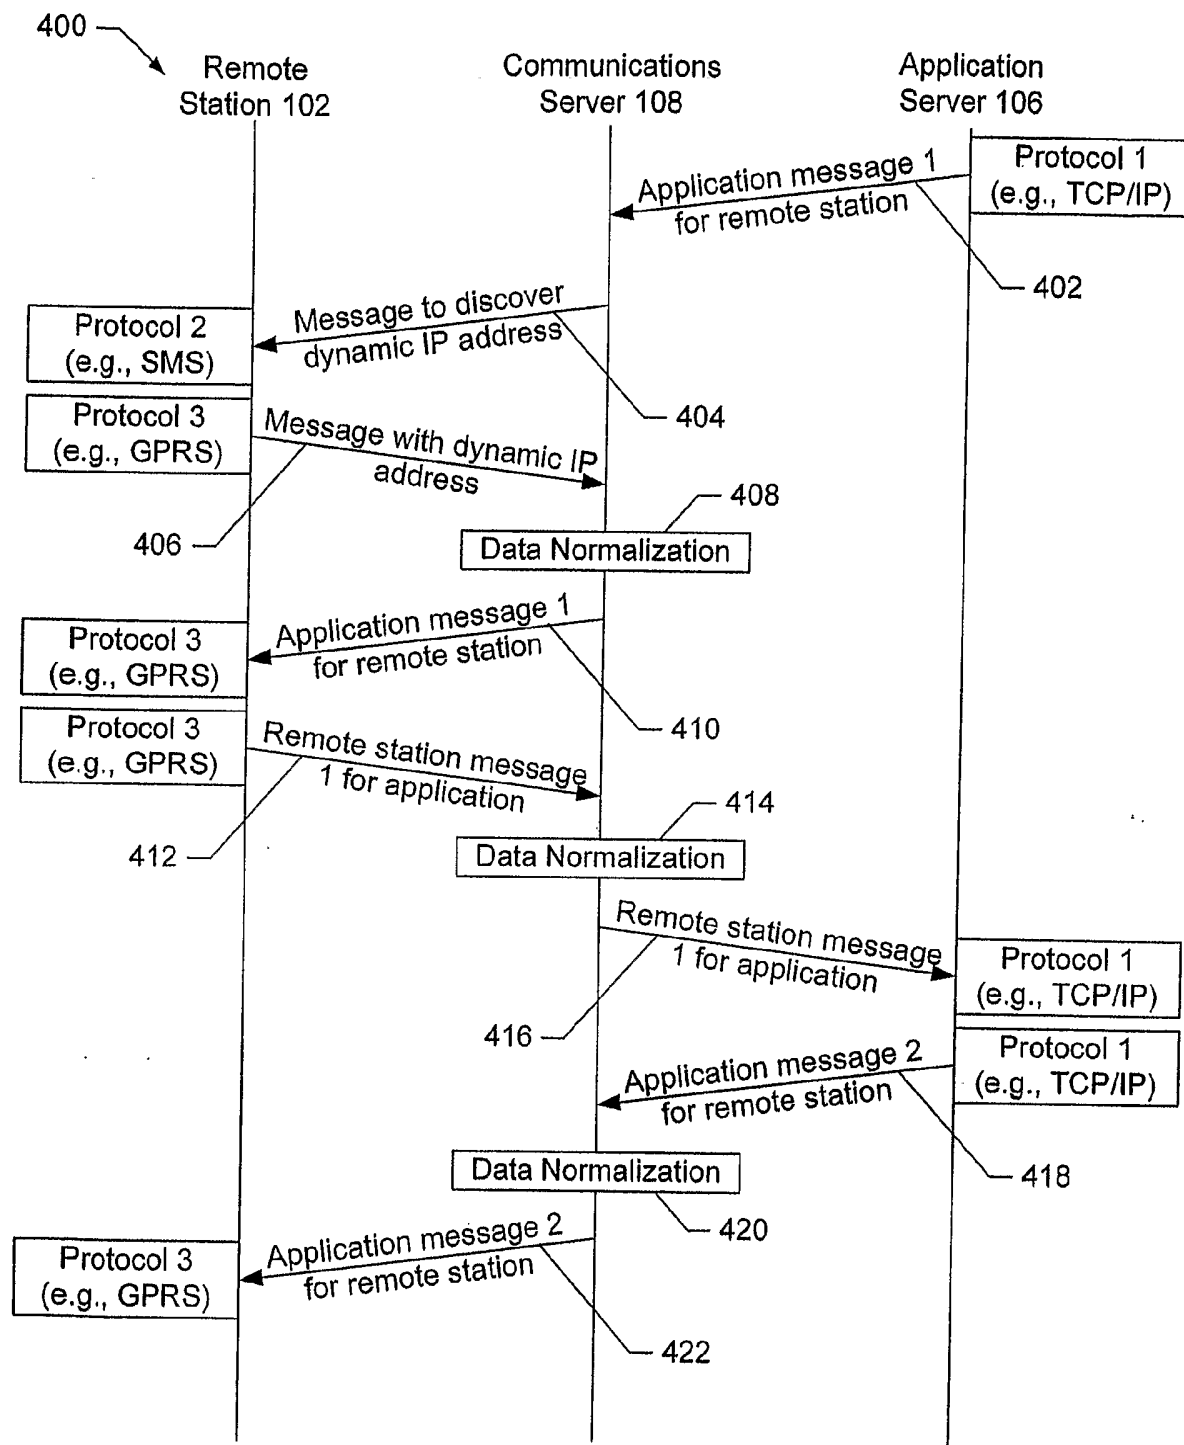 400
Remote
Station 102
Communications
Server 108
Application
Server 106
Protocol 1
(e.g., TCP/IP)
Application message 1
for remote station
402
Message to discover
dynamic IP address
Protocol 2
(e.g., SMS)
404
Protocol 3
(e.g., GPRS)
Message with dynamic IP
address
406
408
Data Normalization
Application message 1
for remote station
Protocol 3
(e.g., GPRS)
410
Protocol 3
(e.g., GPRS)
Remote station message
1 for application
412
414
Data Normalization
Remote station message
1 for application
Protocol 1
(e.g., TCP/IP)
416
Protocol 1
(e.g., TCP/IP)
Application message 2
for remote station
418
Data Normalization
420
Application message 2
for remote station
Protocol 3
(e.g., GPRS)
422